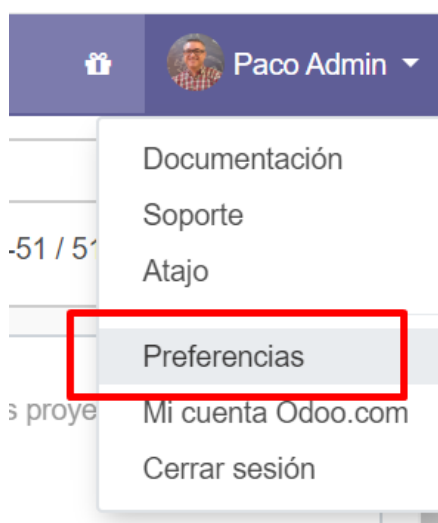 Paco Admin
Documentación
Soporte
-51 / 51
Atajo
Preferencias
s proye
Mi cuenta Odoo.com
Cerrar sesión